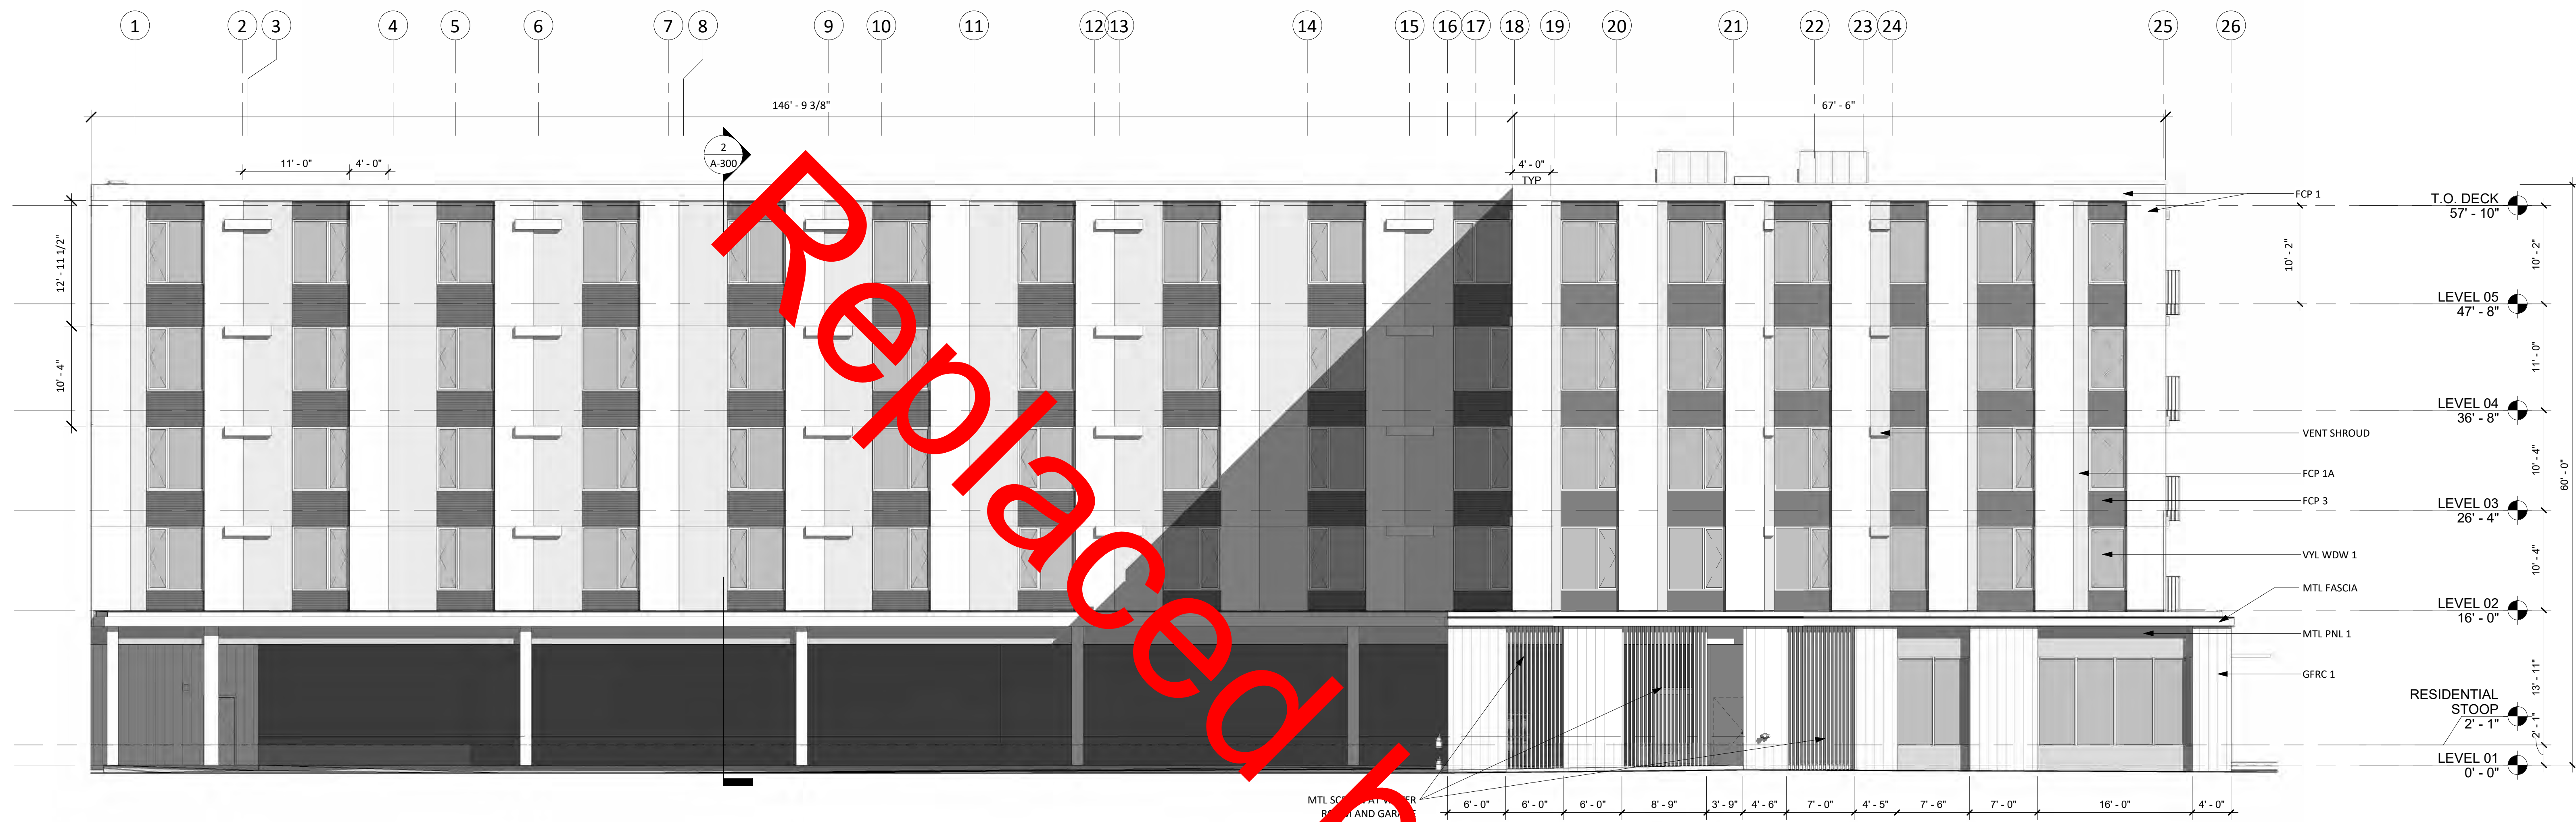 1 2 3 4 5 6 7 8 9 10 11 12 13 14 15 16 17 18 19 20 21 22 23 24 25 26
146' - 9 3/8" 67' - 6"
2
A-300
11' - 0" 4' - 0" 4' - 0"
TYP
FCP 1
T.O. DECK
57' - 10"
12' - 11 1/2" 10' - 2" 10' - 2"
LEVEL 05
47' - 8"
10' - 4" 11' - 0"
LEVEL 04
36' - 8"
VENT SHROUD
10' - 4"
FCP 1A
60' - 0"
FCP 3
LEVEL 03
26' - 4"
VYL WDW 1
10' - 4"
MTL FASCIA
LEVEL 02
16' - 0"
MTL PNL 1
GFRC 1
13' - 11"
RESIDENTIAL
STOOP
2' - 1"
2' - 1"
LEVEL 01
0' - 0"
MTL AT
AND
6' - 0" 6' - 0" 6' - 0" 8' - 9" 3' - 9" 4' - 6" 7' - 0" 4' - 5" 7' - 6" 7' - 0" 16' - 0" 4' - 0"
Replaced